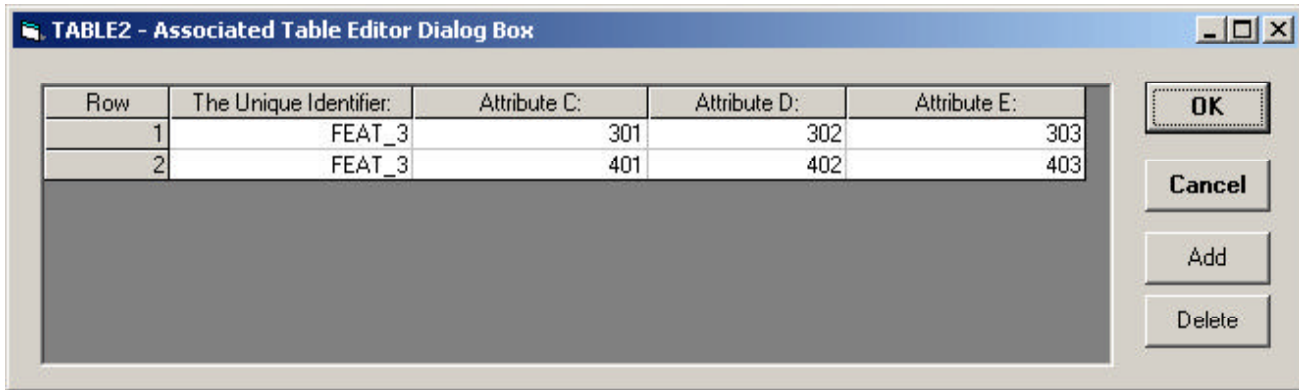 TABLE2 - Associated Table Editor Dialog Box
Row The Unique Identifier: Attribute C: Attribute D: Attribute E:
1 FEAT_3 301 302 303
2 FEAT_3 401 402 403
OK
Cancel
Add
Delete